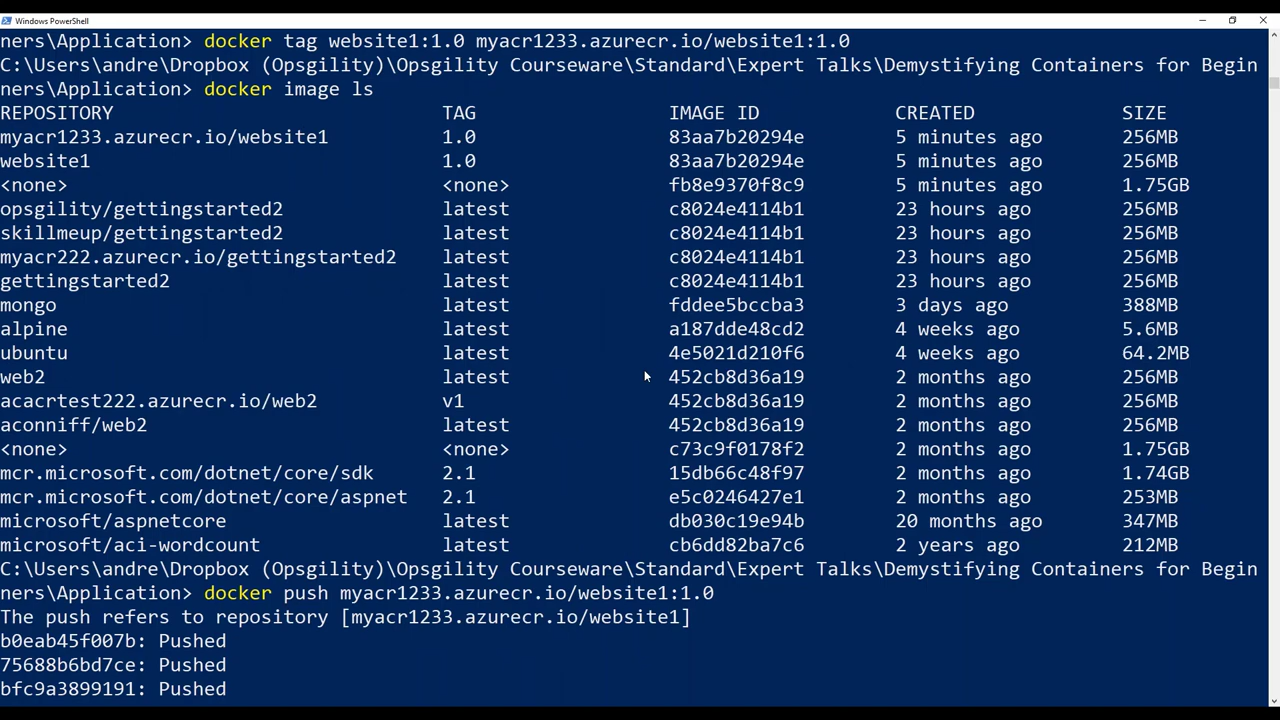 Windows PowerShell
ners\Application> docker tag website1:1.0 myacr1233.azurecr.io/website1:1.0
C:\Users\andre\Dropbox (Opsgility)\Opsgility Courseware\Standard\Expert Talks\Demystifying Containers for Begin
ners\Application> docker image ls
REPOSITORY TAG IMAGE ID CREATED SIZE
myacr1233.azurecr.io/website1 1.0 83aa7b20294e 5 minutes ago 256MB
website1 1.0 83aa7b20294e 5 minutes ago 256MB
<none> <none> fb8e9370f8c9 5 minutes ago 1.75GB
opsgility/gettingstarted2 latest c8024e4114b1 23 hours ago 256MB
skillmeup/gettingstarted2 latest c8024e4114b1 23 hours ago 256MB
myacr222.azurecr.io/gettingstarted2 latest c8024e4114b1 23 hours ago 256MB
gettingstarted2 latest c8024e4114b1 23 hours ago 256MB
mongo latest fddee5bccba3 3 days ago 388MB
alpine latest a187dde48cd2 4 weeks ago 5.6MB
ubuntu latest 4e5021d210f6 4 weeks ago 64.2MB
web2 latest 452cb8d36a19 2 months ago 256MB
acacrtest222.azurecr.io/web2 v1 452cb8d36a19 2 months ago 256MB
aconniff/web2 latest 452cb8d36a19 2 months ago 256MB
<none> <none> c73c9f0178f2 2 months ago 1.75GB
mcr.microsoft.com/dotnet/core/sdk 2.1 15db66c48f97 2 months ago 1.74GB
mcr.microsoft.com/dotnet/core/aspnet 2.1 e5c0246427e1 2 months ago 253MB
microsoft/aspnetcore latest db030c19e94b 20 months ago 347MB
microsoft/aci-wordcount latest cb6dd82ba7c6 2 years ago 212MB
C:\Users\andre\Dropbox (Opsgility)\Opsgility Courseware\Standard\Expert Talks\Demystifying Containers for Begin
ners\Application> docker push myacr1233.azurecr.io/website1:1.0
The push refers to repository [myacr1233.azurecr.io/website1]
b0eab45f007b: Pushed
75688b6bd7ce: Pushed
bfc9a3899191: Pushed